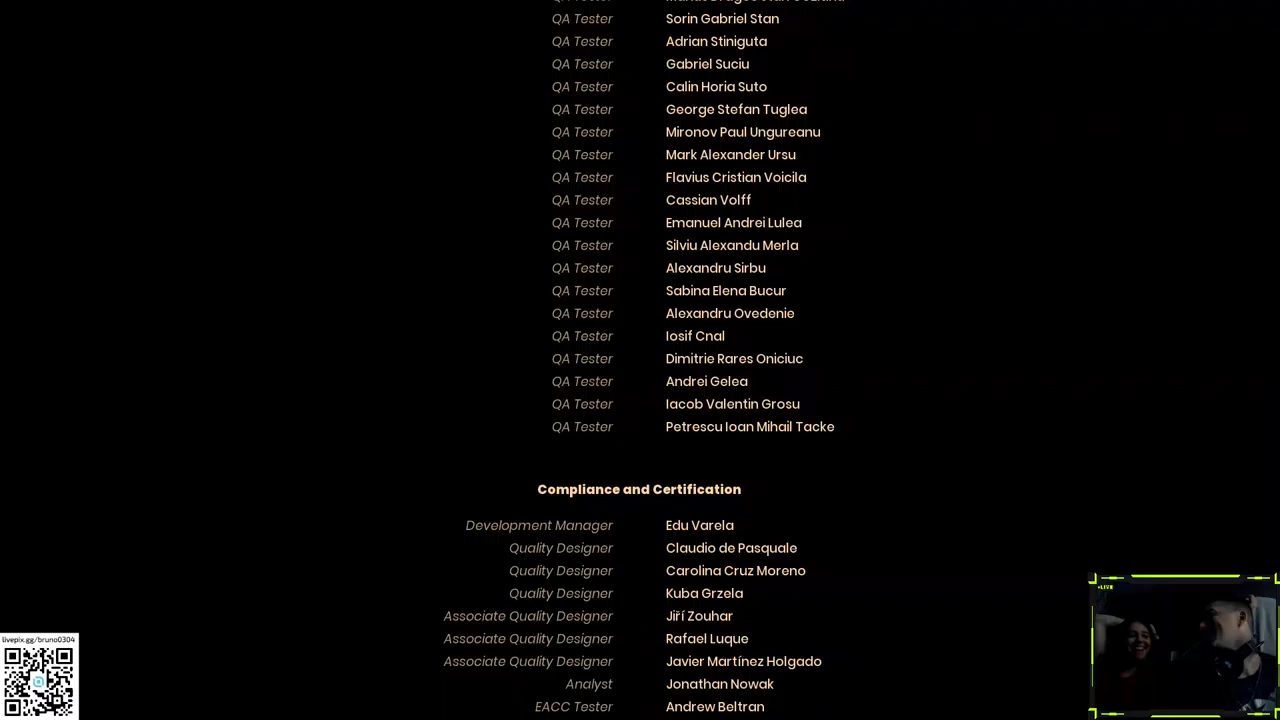 QA Tester Sorin Gabriel Stan
QA Tester Adrian Stiniguta
QA Tester Gabriel Suciu
QA Tester Calin Horia Suto
QA Tester George Stefan Tuglea
QA Tester Mironov Paul Ungureanu
QA Tester Mark Alexander Ursu
QA Tester Flavius Cristian Voicila
QA Tester Cassian Volff
QA Tester Emanuel Andrei Lulea
QA Tester Silviu Alexandu Merla
QA Tester Alexandru Sirbu
QA Tester Sabina Elena Bucur
QA Tester Alexandru Ovedenie
QA Tester Iosif Cnal
QA Tester Dimitrie Rares Oniciuc
QA Tester Andrei Gelea
QA Tester Iacob Valentin Grosu
QA Tester Petrescu Ioan Mihail Tacke
Compliance and Certification
Development Manager Edu Varela
Quality Designer Claudio de Pasquale
Quality Designer Carolina Cruz Moreno
Quality Designer Kuba Grzela
Associate Quality Designer Jiří Zouhar
Associate Quality Designer Rafael Luque
Associate Quality Designer Javier Martínez Holgado
Analyst Jonathan Nowak
EACC Tester Andrew Beltran
livepix.gg/bruno0304
LIVE